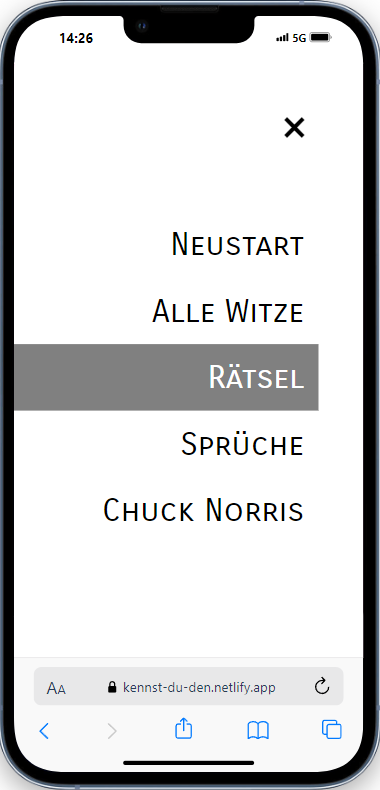 14:26 5G
Neustart
Alle Witze
Rätsel
Sprüche
Chuck Norris
AA kennst-du-den.netlify.app